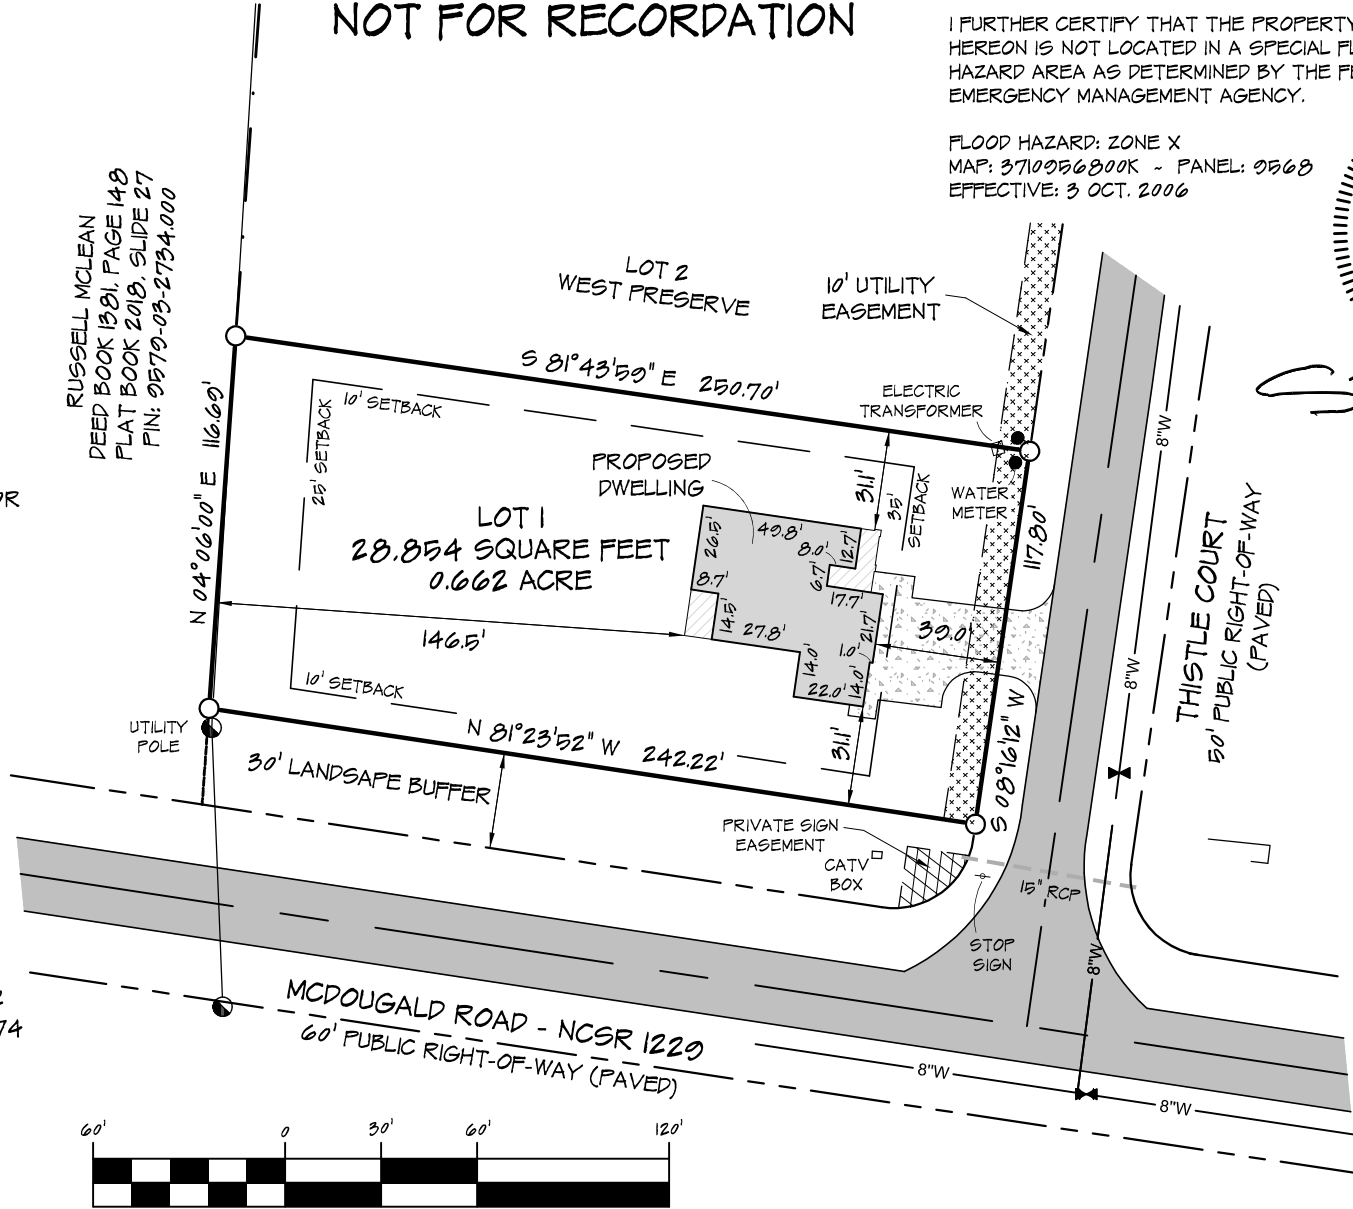 NOT FOR RECORDATION
I FURTHER CERTIFY THAT THE PROPERTY
HEREON IS NOT LOCATED IN A SPECIAL FL
HAZARD AREA AS DETERMINED BY THE FE
EMERGENCY MANAGEMENT AGENCY.
FLOOD HAZARD: ZONE X
MAP: 3710956800K ~ PANEL: 9568
EFFECTIVE: 3 OCT. 2006
RUSSELL MCLEAN
DEED BOOK 1381, PAGE 148
PLAT BOOK 2018, SLIDE 27
PIN: 9579-03-2734.000
LOT 2
WEST PRESERVE
10' UTILITY
EASEMENT
S 81°43'59" E 250.70'
ELECTRIC
TRANSFORMER
10' SETBACK
25' SETBACK
N 04°06'00" E 116.69'
PROPOSED
DWELLING
31.1'
35'
SETBACK
WATER
METER
117.80'
S 08°16'12" W
LOT 1
28.854 SQUARE FEET
0.662 ACRE
26.5'
49.8'
8.0'
12.7'
6.7'
8.7'
17.7'
14.5'
27.8'
21.7'
39.0'
1.0'
14.0'
14.0'
22.0'
146.5'
31.1'
10' SETBACK
UTILITY
POLE
N 81°23'52" W 242.22'
30' LANDSAPE BUFFER
PRIVATE SIGN
EASEMENT
CATV
BOX
15" RCP
STOP
SIGN
THISTLE COURT
50' PUBLIC RIGHT-OF-WAY
(PAVED)
8"W
8"W
8"W
8"W
8"W
MCDOUGALD ROAD - NCSR 1229
60' PUBLIC RIGHT-OF-WAY (PAVED)
OR
74
60' 0 30' 60' 120'